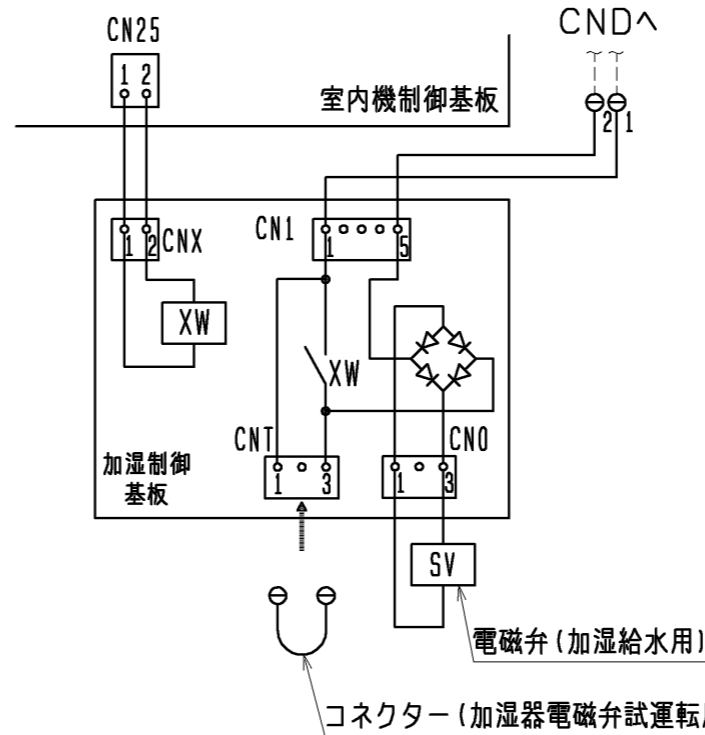 CN25
CNDへ
1 2
室内機制御基板
2 1
CN1
1 2
CNX
1 5
XW
XW
CNT
CNO
加湿制御
基板
1 3
1 3
SV
電磁弁(加湿給水用)
コネクター(加湿器電磁弁試運転